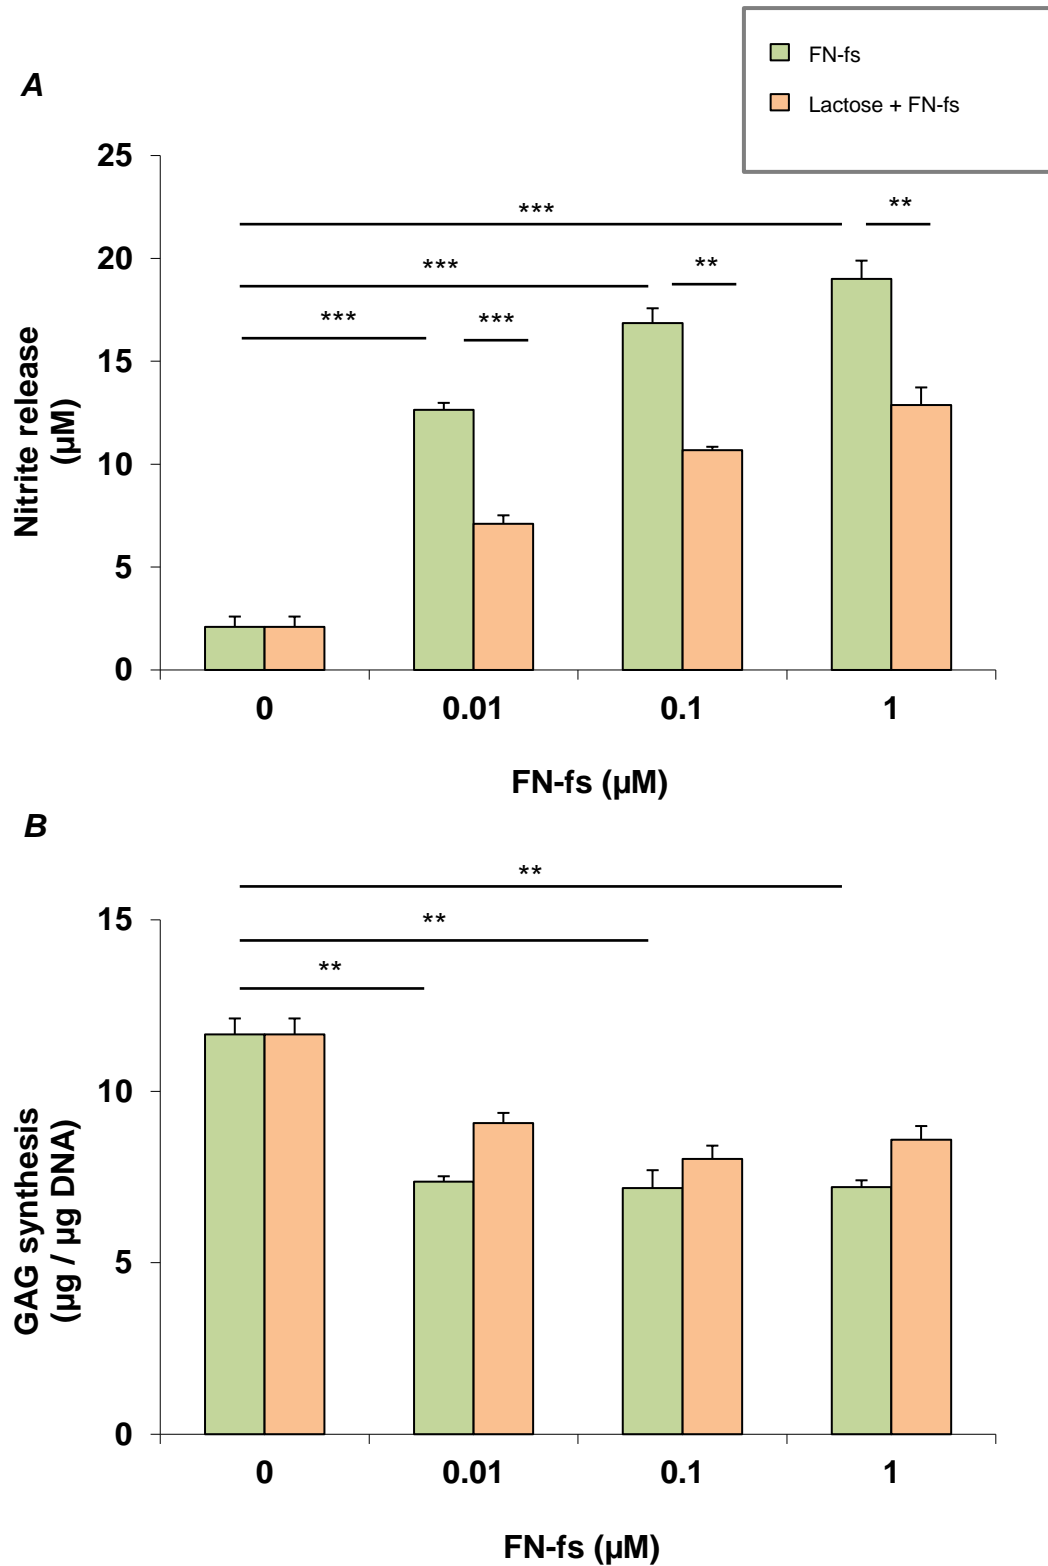 FN-fs
Lactose + FN-fs
A
25
20
15
10
5
0
Nitrite release
(µM)
***
**
***
**
***
***
0 0.01 0.1 1
FN-fs (µM)
B
15
10
5
0
GAG synthesis
(µg / µg DNA)
**
**
**
0 0.01 0.1 1
FN-fs (µM)